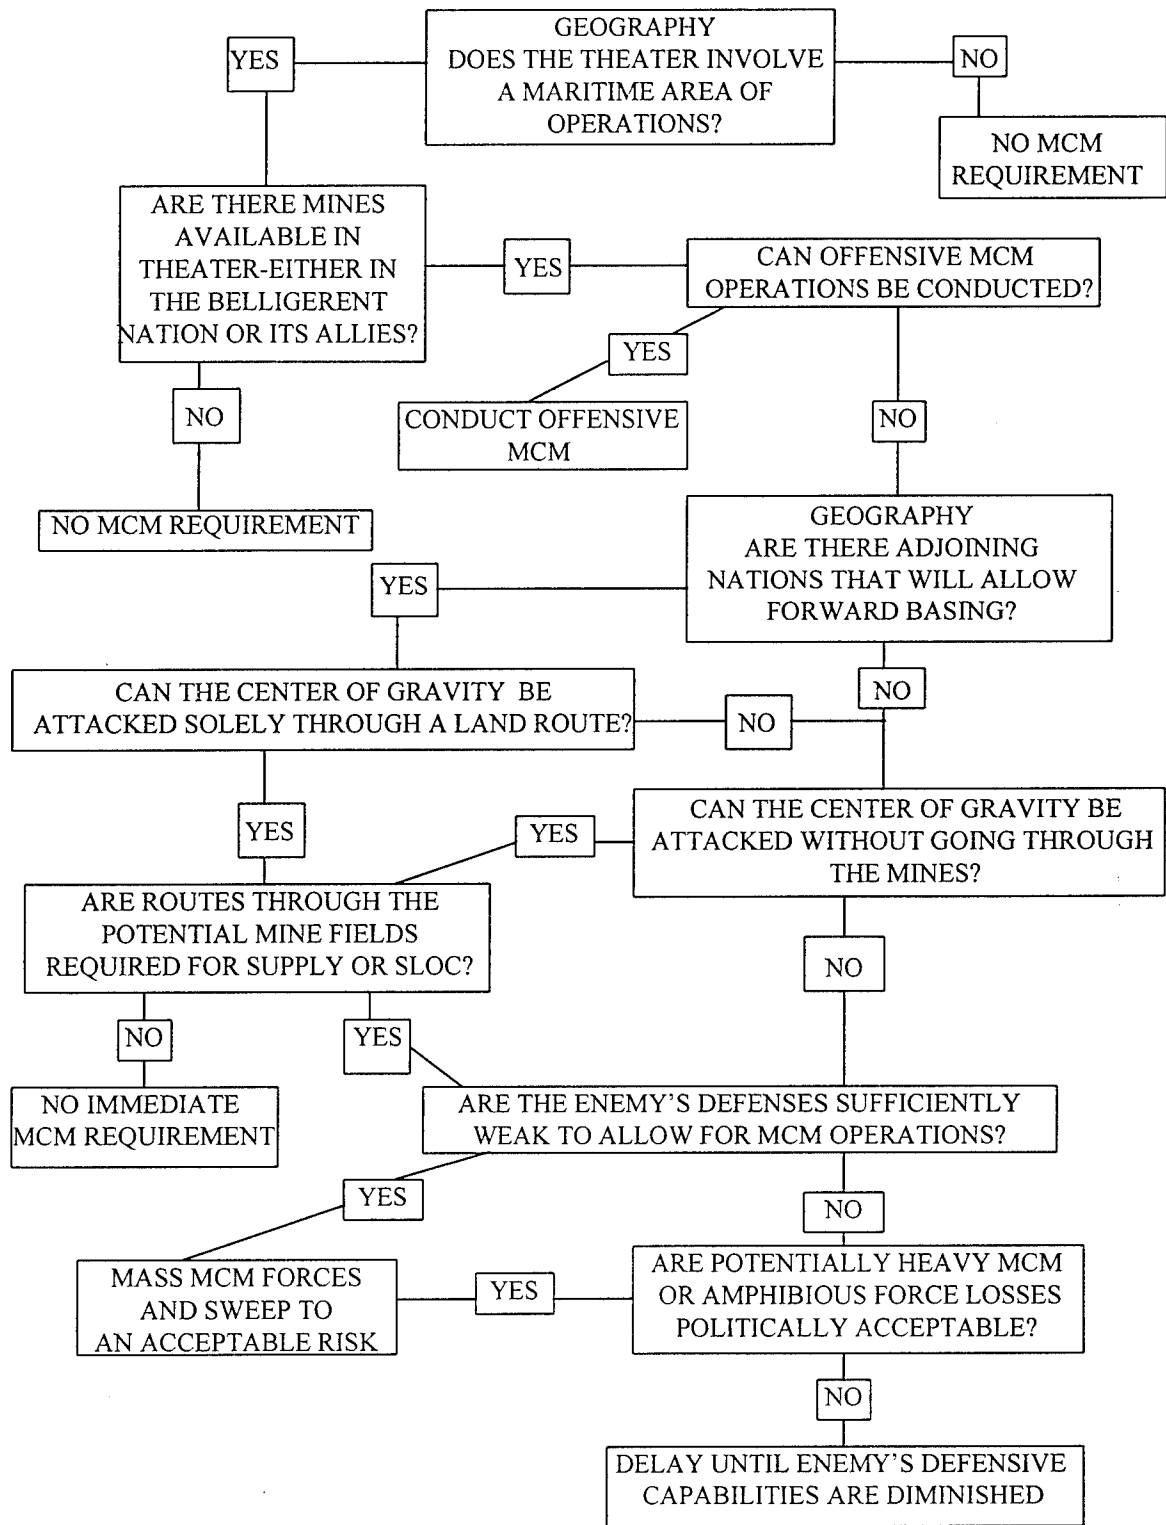 GEOGRAPHY
DOES THE THEATER INVOLVE
A MARITIME AREA OF
OPERATIONS?
YES
NO
NO MCM
REQUIREMENT
ARE THERE MINES
AVAILABLE IN
THEATER-EITHER IN
THE BELLIGERENT
NATION OR ITS ALLIES?
YES
CAN OFFENSIVE MCM
OPERATIONS BE CONDUCTED?
YES
CONDUCT OFFENSIVE
MCM
NO
NO
NO MCM REQUIREMENT
GEOGRAPHY
ARE THERE ADJOINING
NATIONS THAT WILL ALLOW
FORWARD BASING?
YES
NO
CAN THE CENTER OF GRAVITY BE
ATTACKED SOLELY THROUGH A LAND ROUTE?
NO
YES
CAN THE CENTER OF GRAVITY BE
ATTACKED WITHOUT GOING THROUGH
THE MINES?
YES
NO
ARE ROUTES THROUGH THE
POTENTIAL MINE FIELDS
REQUIRED FOR SUPPLY OR SLOC?
NO
YES
NO IMMEDIATE
MCM REQUIREMENT
ARE THE ENEMY'S DEFENSES SUFFICIENTLY
WEAK TO ALLOW FOR MCM OPERATIONS?
YES
NO
MASS MCM FORCES
AND SWEEP TO
AN ACCEPTABLE RISK
YES
ARE POTENTIALLY HEAVY MCM
OR AMPHIBIOUS FORCE LOSSES
POLITICALLY ACCEPTABLE?
NO
DELAY UNTIL ENEMY'S DEFENSIVE
CAPABILITIES ARE DIMINISHED